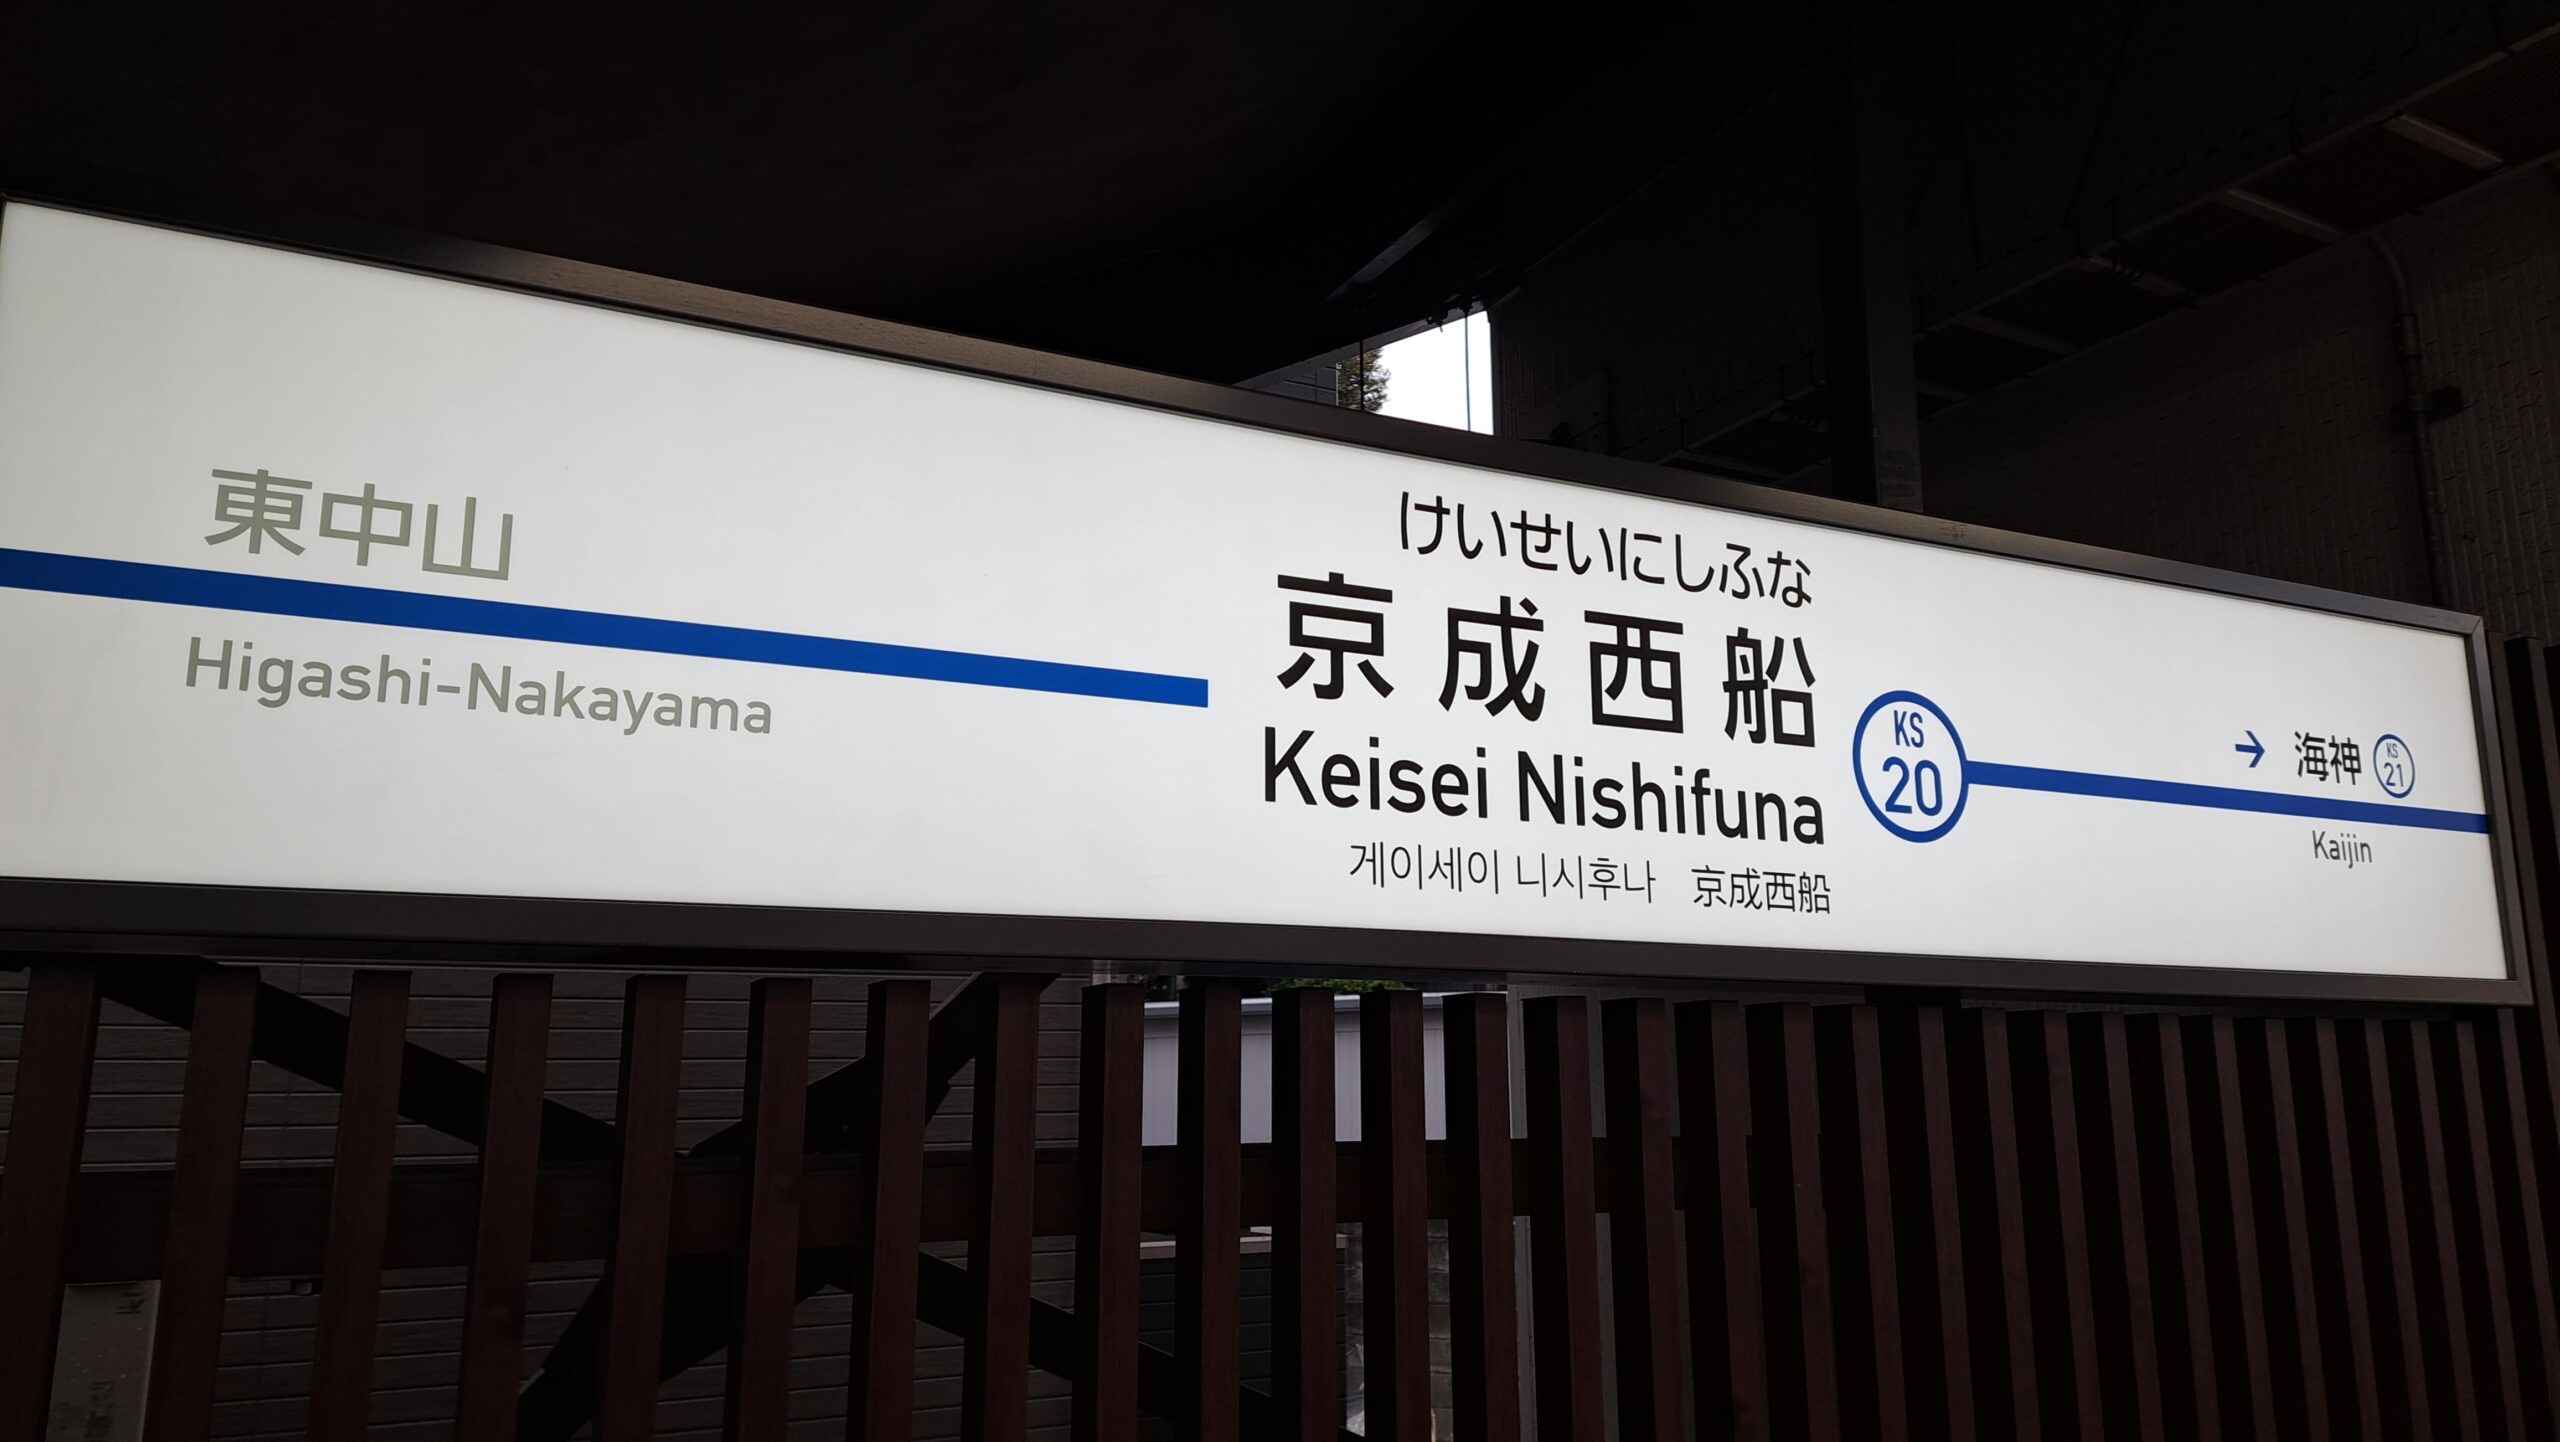 東中山
Higashi-Nakayama
けいせいにしふな
京成西船
Keisei Nishifuna
게이세이 니시후나 京成西船
KS
20
→ 海神 KS 21
Kaijin